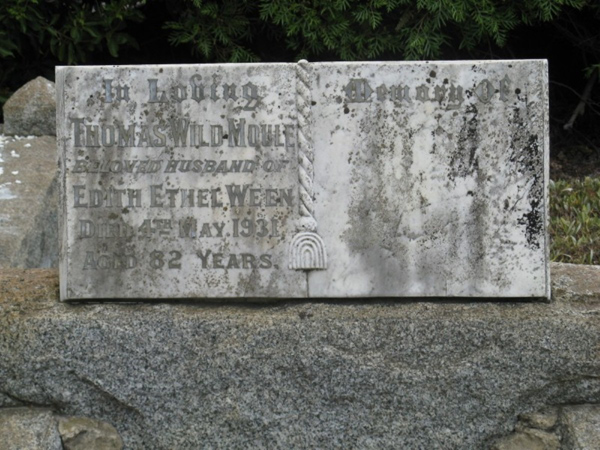 In Loving Memory Of
Thomas Wild Moule
Beloved Husband of
Edith Ethel Ween
Died 4th May, 1931.
Aged 82 Years.